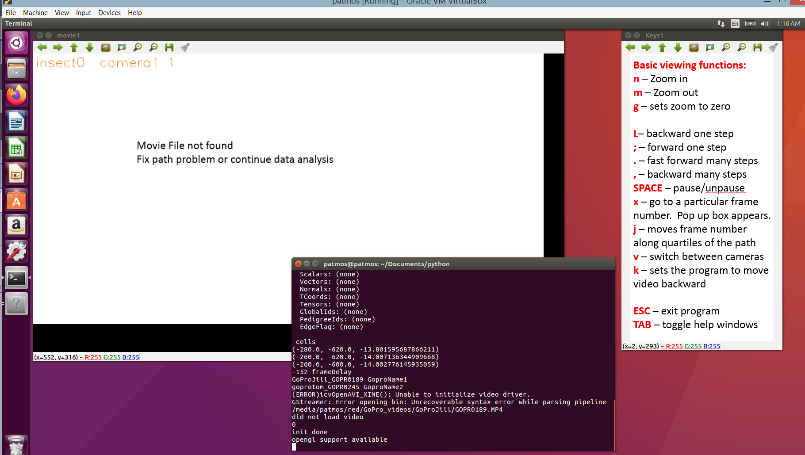 patmos [Running] - Oracle VM VirtualBox
File Machine View Input Devices Help
Terminal
En
1:16 AM
movie1
insect0 camera1 1
Movie File not found
Fix path problem or continue data analysis
(x=552, y=316) ~ R:255 G:255 B:255
Keys1
Basic viewing functions:
n – Zoom in
m – Zoom out
g – sets zoom to zero
L – backward one step
; – forward one step
. – fast forward many steps
, – backward many steps
SPACE – pause/unpause
x – go to a particular frame
number. Pop up box appears.
j – moves frame number
along quartiles of the path
v – switch between cameras
k – sets the program to move
video backward
ESC – exit program
TAB – toggle help windows
(x=2, y=293) ~ R:255 G:255 B:255
patmos@patmos: ~/Documents/python
Scalars: (none)
Vectors: (none)
Normals: (none)
TCoords: (none)
Tensors: (none)
GlobalIds: (none)
PedigreeIds: (none)
EdgeFlag: (none)
cells
(-280.0, -620.0, -13.801595687866211)
(-260.0, -620.0, -14.007136344909668)
(-260.0, -600.0, -14.002776145935059)
-152 frameDelay
GoProJill_GOPR0189 GoproName1
goprotom_GOPR0245 GoproName2
(ERROR)icvOpenAVI_XINE(): Unable to initialize video driver.
GStreamer: Error opening bin: Unrecoverable syntax error while parsing pipeline
/media/patmos/red/GoPro_videos/GoProJill/GOPR0189.MP4
did not load video
0
init done
opengl support available